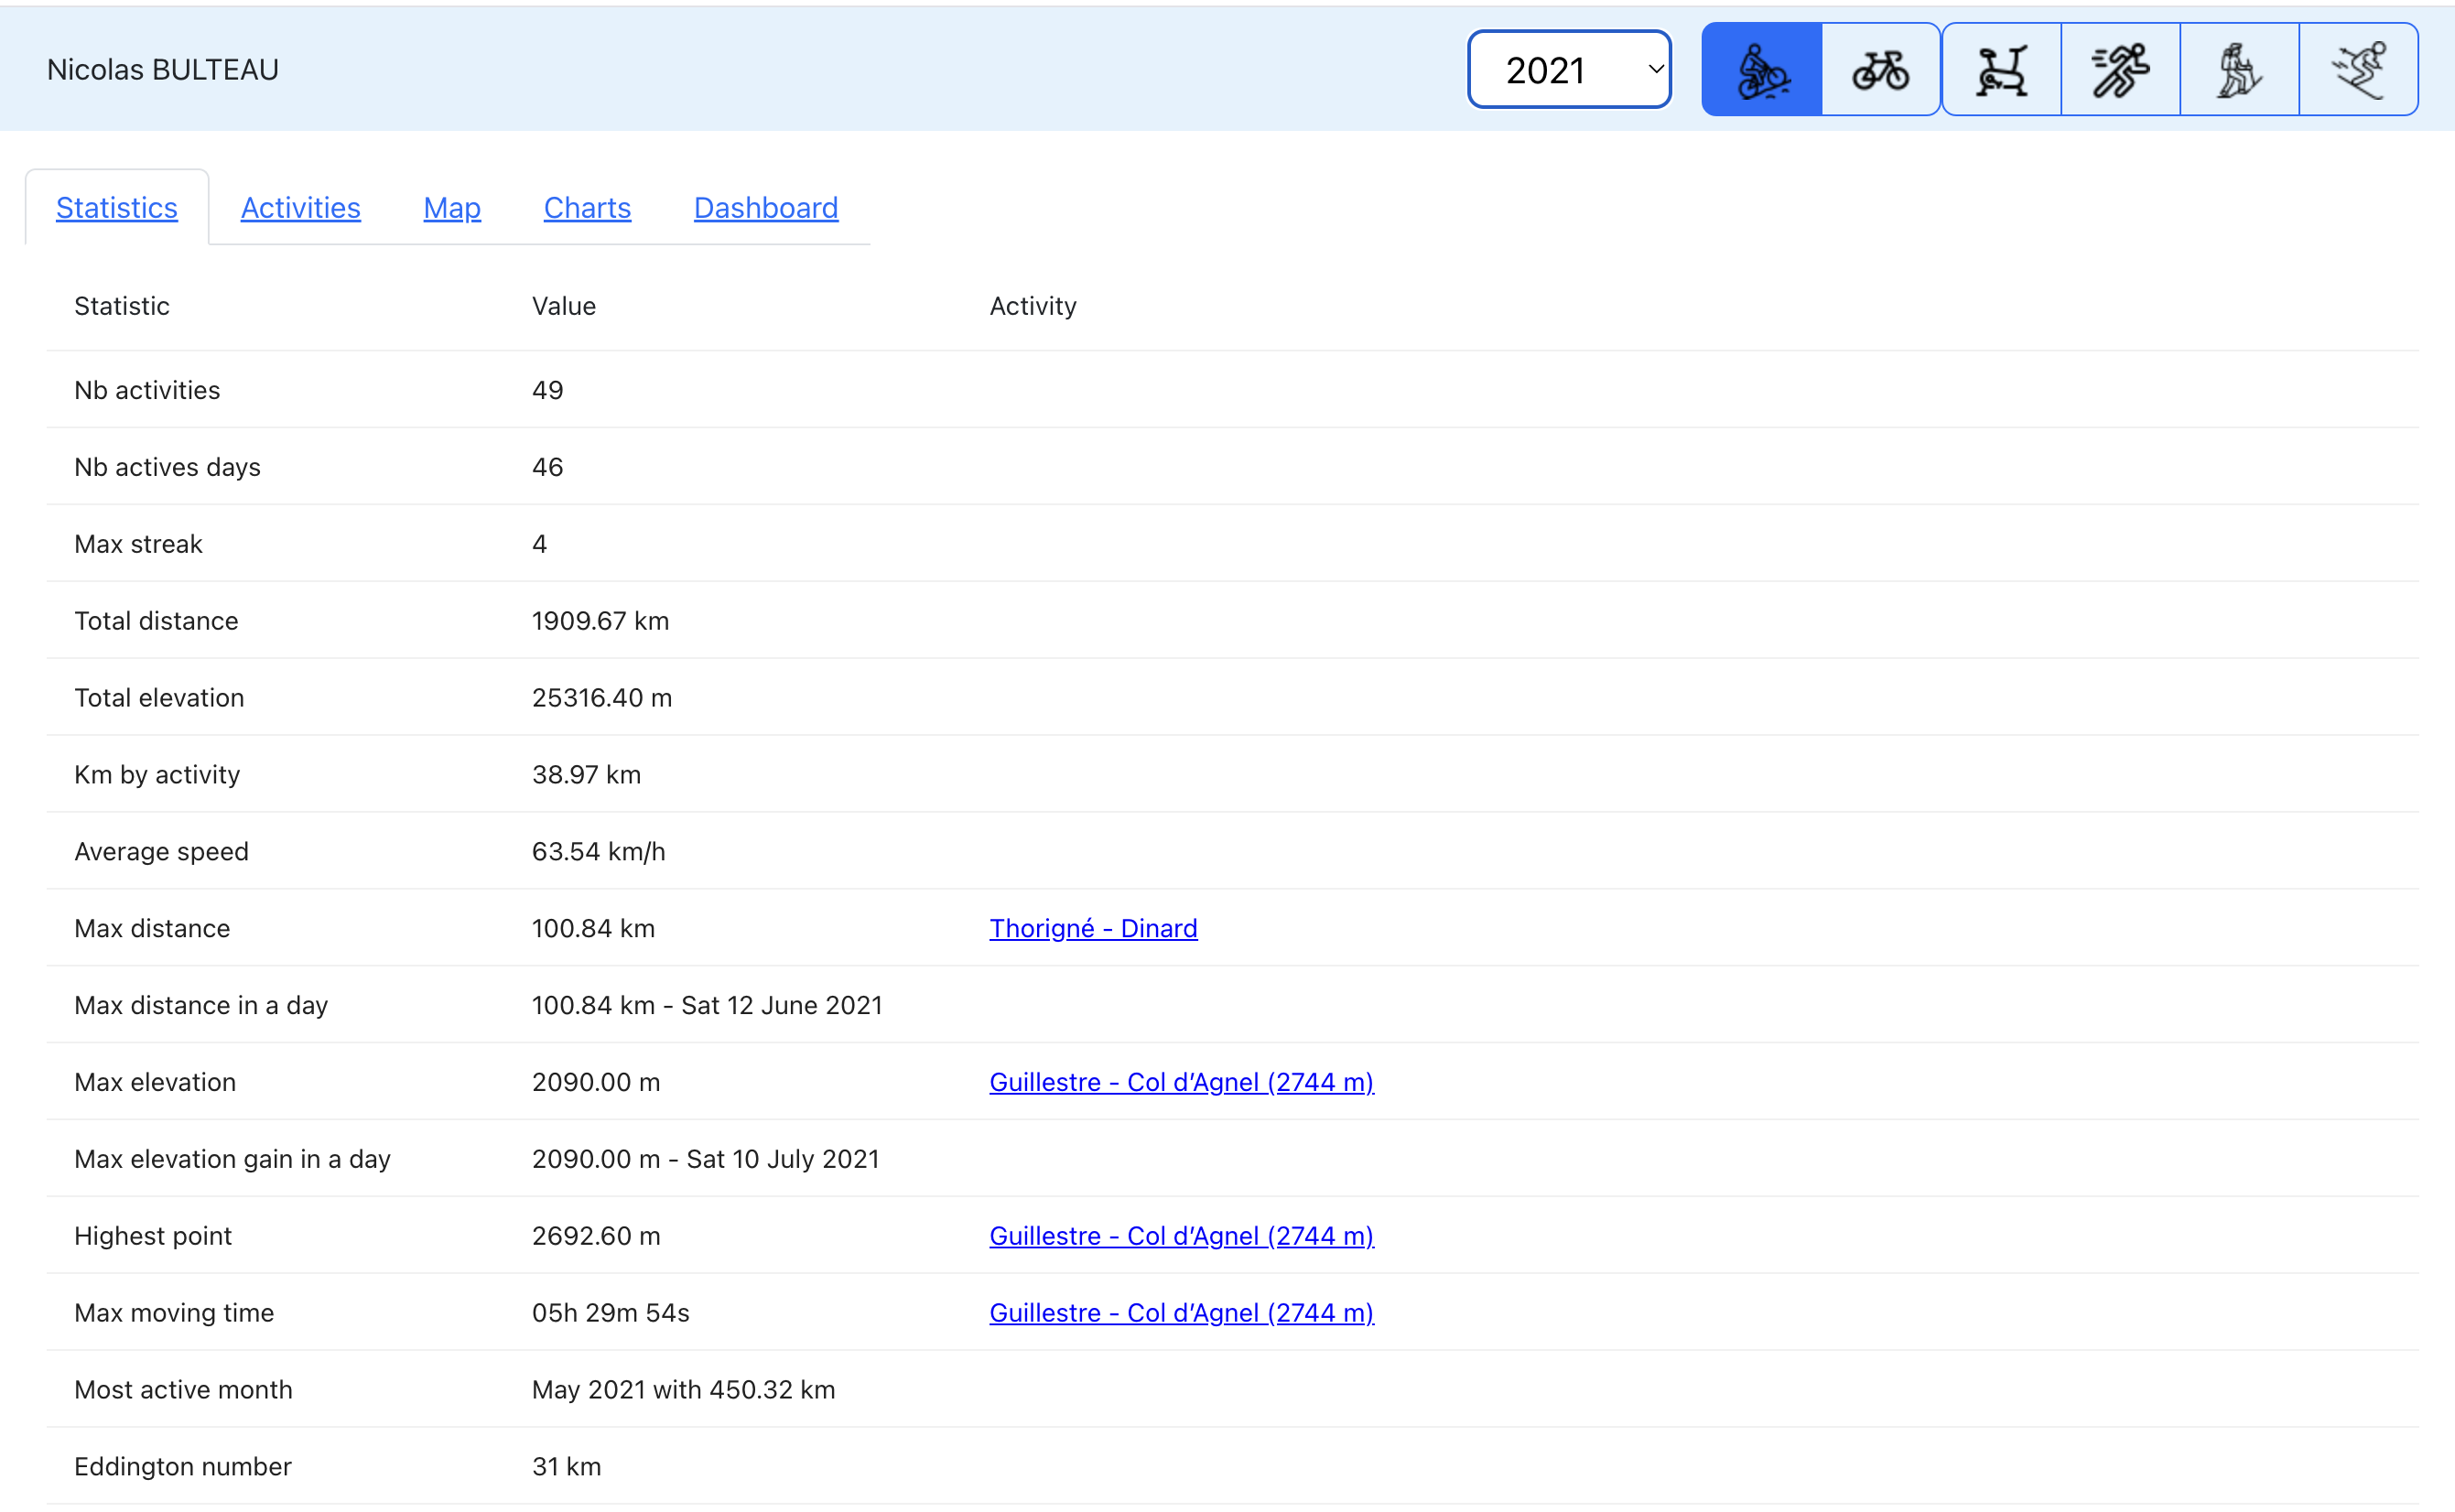 Nicolas BULTEAU 2021
Statistics Activities Map Charts Dashboard
Statistic Value Activity
Nb activities 49
Nb actives days 46
Max streak 4
Total distance 1909.67 km
Total elevation 25316.40 m
Km by activity 38.97 km
Average speed 63.54 km/h
Max distance 100.84 km Thorigné - Dinard
Max distance in a day 100.84 km - Sat 12 June 2021
Max elevation 2090.00 m Guillestre - Col d’Agnel (2744 m)
Max elevation gain in a day 2090.00 m - Sat 10 July 2021
Highest point 2692.60 m Guillestre - Col d’Agnel (2744 m)
Max moving time 05h 29m 54s Guillestre - Col d’Agnel (2744 m)
Most active month May 2021 with 450.32 km
Eddington number 31 km